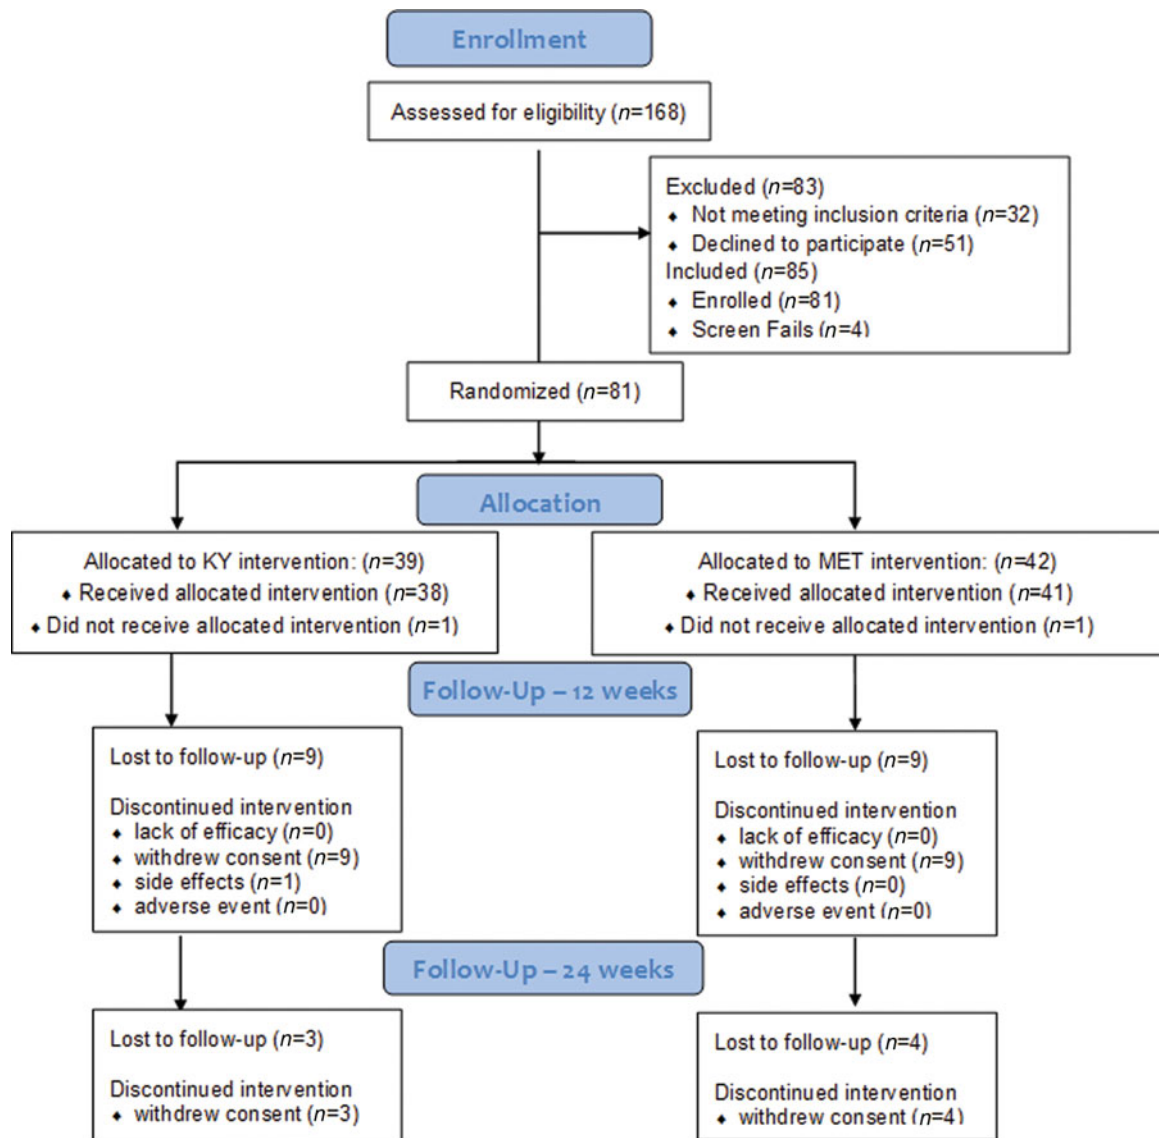 Enrollment
Assessed for eligibility (n=168)
Excluded (n=83)
⬧ Not meeting inclusion criteria (n=32)
⬧ Declined to participate (n=51)
Included (n=85)
⬧ Enrolled (n=81)
⬧ Screen Fails (n=4)
Randomized (n=81)
Allocation
Allocated to KY intervention: (n=39)
⬧ Received allocated intervention (n=38)
⬧ Did not receive allocated intervention (n=1)
Allocated to MET intervention: (n=42)
⬧ Received allocated intervention (n=41)
⬧ Did not receive allocated intervention (n=1)
Follow-Up – 12 weeks
Lost to follow-up (n=9)
Discontinued intervention
⬧ lack of efficacy (n=0)
⬧ withdrew consent (n=9)
⬧ side effects (n=1)
⬧ adverse event (n=0)
Lost to follow-up (n=9)
Discontinued intervention
⬧ lack of efficacy (n=0)
⬧ withdrew consent (n=9)
⬧ side effects (n=0)
⬧ adverse event (n=0)
Follow-Up – 24 weeks
Lost to follow-up (n=3)
Discontinued intervention
⬧ withdrew consent (n=3)
Lost to follow-up (n=4)
Discontinued intervention
⬧ withdrew consent (n=4)